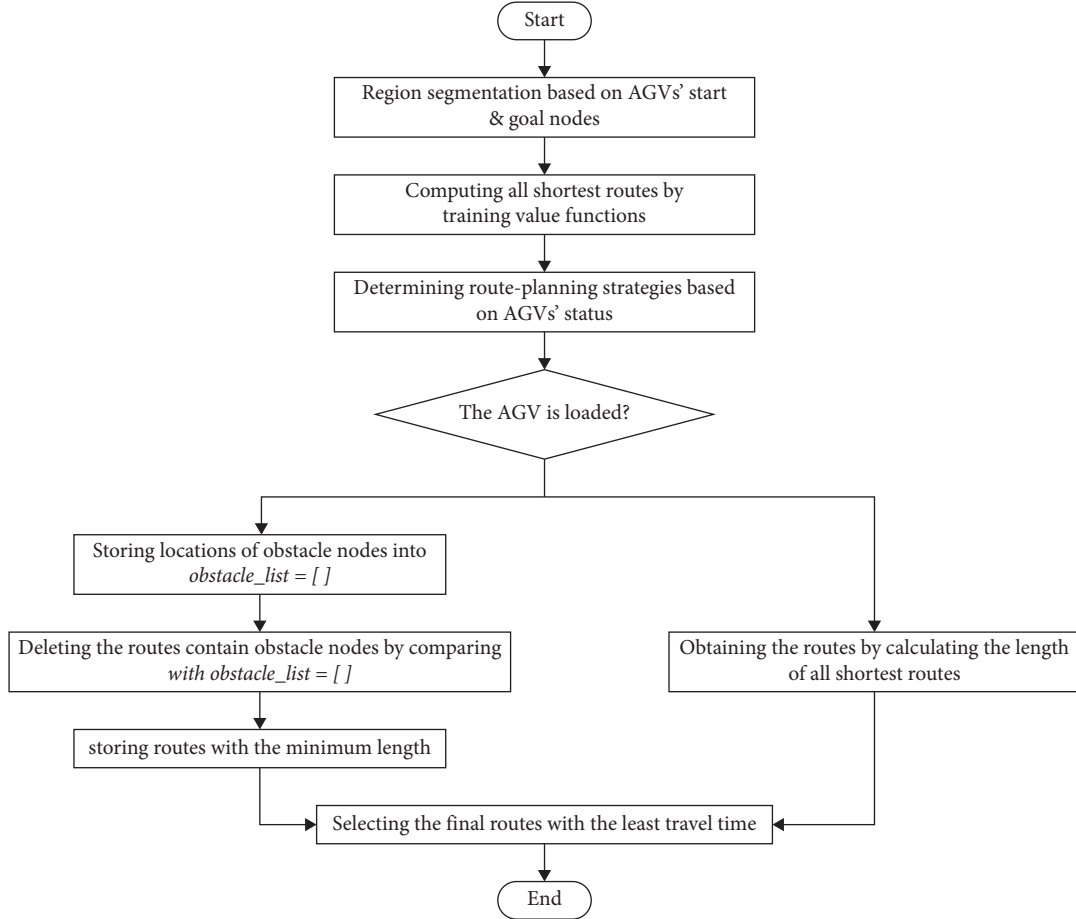 Start
Region segmentation based on AGVs’ start
& goal nodes
Computing all shortest routes by
training value functions
Determining route-planning strategies based
on AGVs’ status
The AGV is loaded?
Storing locations of obstacle nodes into
obstacle_list = [ ]
Deleting the routes contain obstacle nodes by comparing
with obstacle_list = [ ]
storing routes with the minimum length
Obtaining the routes by calculating the length
of all shortest routes
Selecting the final routes with the least travel time
End